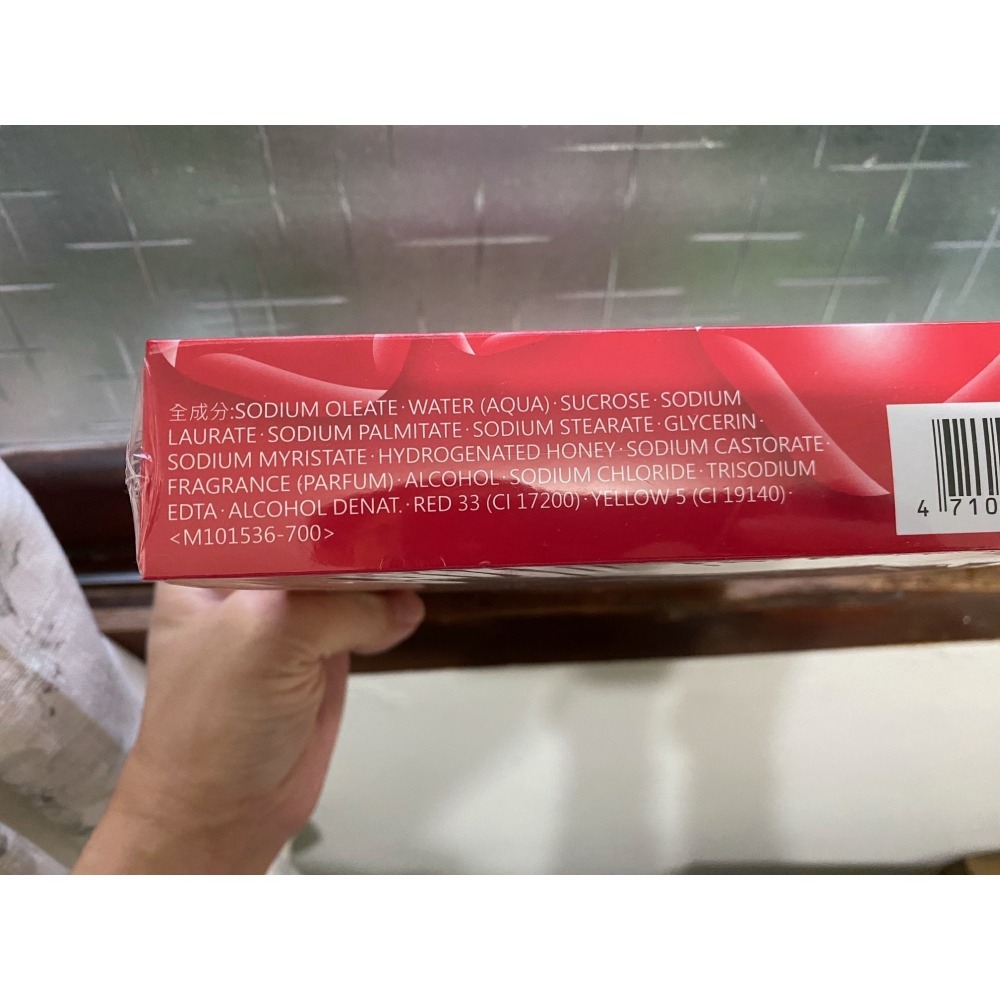 全成分:SODIUM OLEATE·WATER (AQUA)·SUCROSE·SODIUM
LAURATE·SODIUM PALMITATE·SODIUM STEARATE·GLYCERIN·
SODIUM MYRISTATE·HYDROGENATED HONEY·SODIUM CASTORATE·
FRAGRANCE (PARFUM)·ALCOHOL·SODIUM CHLORIDE·TRISODIUM
EDTA·ALCOHOL DENAT.·RED 33 (CI 17200)·YELLOW 5 (CI 19140)·
<M101536-700>
4 710